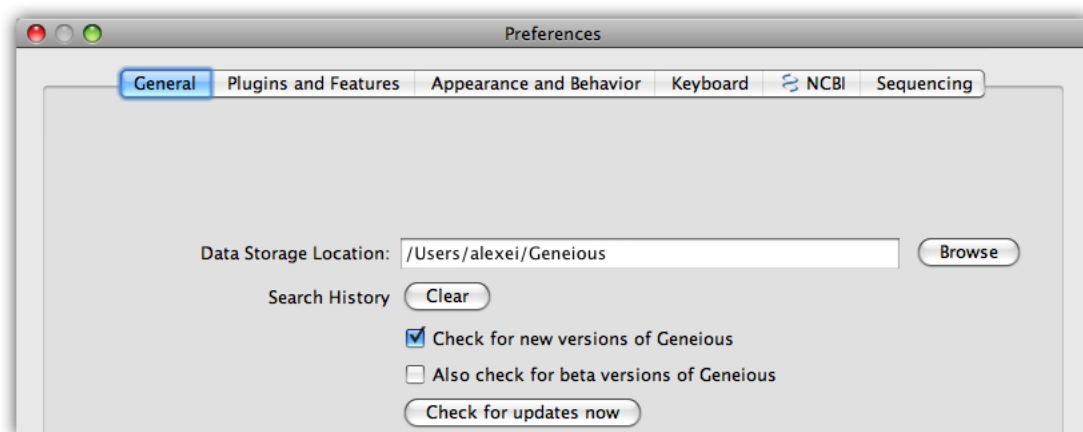 Preferences
General Plugins and Features Appearance and Behavior Keyboard NCBI Sequencing
Data Storage Location: /Users/alexei/Geneious Browse
Search History Clear
Check for new versions of Geneious
Also check for beta versions of Geneious
Check for updates now